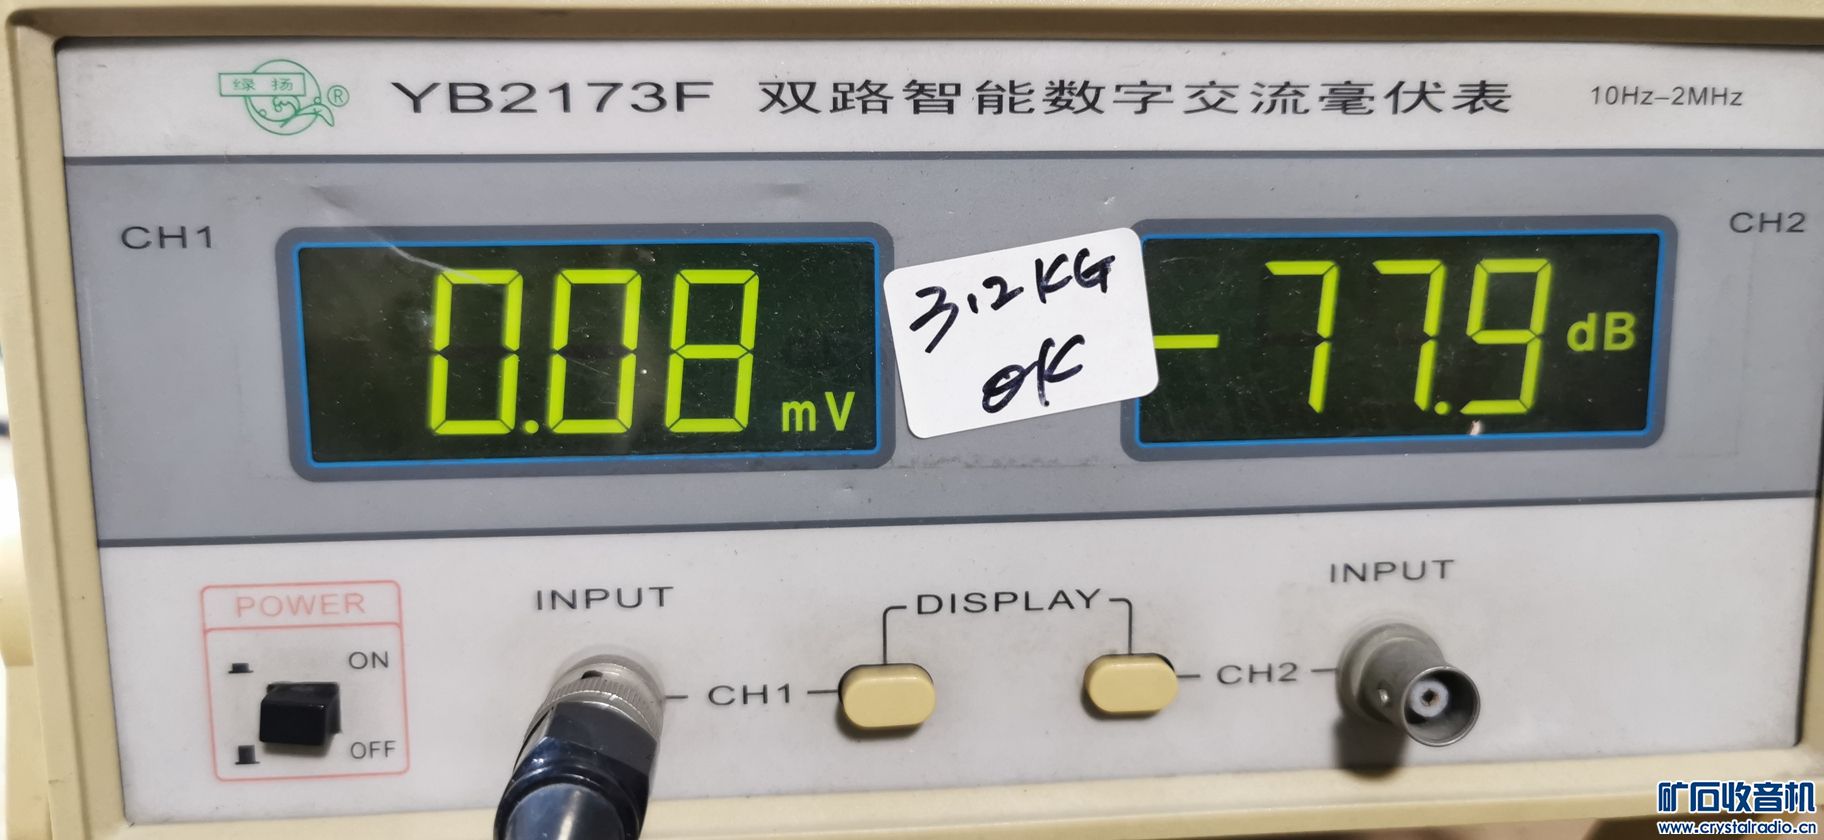 绿扬 ®
YB2173F 双路智能数字交流毫伏表 10Hz-2MHz
CH1
0.08 mV
3.2KG
OK
-77.9 dB
CH2
POWER
ON
OFF
INPUT
CH1
DISPLAY
CH2
INPUT
矿石收音机
www.crystalradio.cn